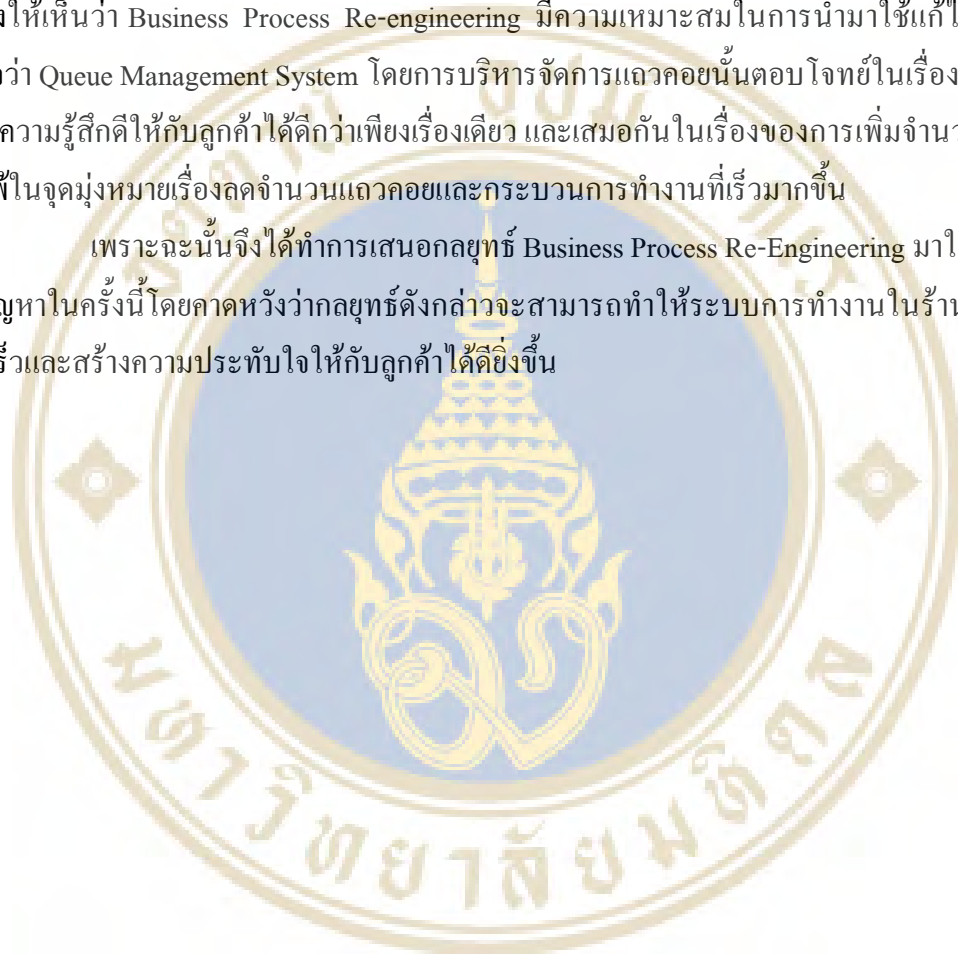 งให้เห็นว่า Business Process Re-engineering มีความเหมาะสมในการนำมาใช้แก้ไ
ว่า Queue Management System โดยการบริหารจัดการแถวคอยนั้นตอบโจทย์ในเรื่อง
ความรู้สึกดีให้กับลูกค้าได้ดีกว่าเพียงเรื่องเดียว และเสมอกันในเรื่องของการเพิ่มจำนว
พ้ในจุดมุ่งหมายเรื่องลดจำนวนแถวคอยและกระบวนการทำงานที่เร็วมากขึ้น
เพราะฉะนั้นจึงได้ทำการเสนอกลยุทธ์ Business Process Re-Engineering มาใ
ญหาในครั้งนี้โดยคาดหวังว่ากลยุทธ์ดังกล่าวจะสามารถทำให้ระบบการทำงานในร้าน
ร็วและสร้างความประทับใจให้กับลูกค้าได้ดียิ่งขึ้น
มหาวิทยาลัยมหิดล